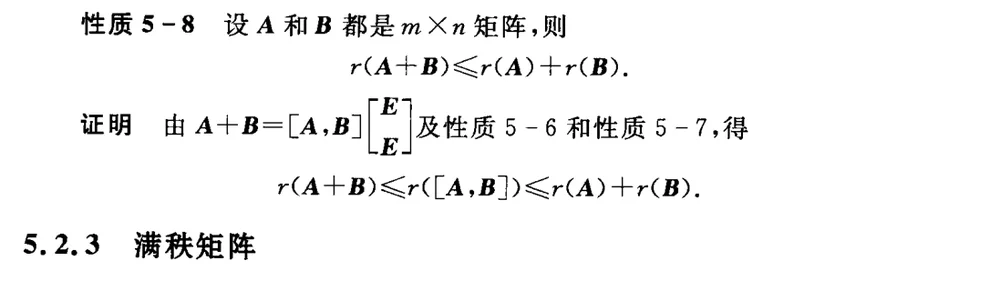 性质 5-8 设 A 和 B 都是 m×n 矩阵,则
r(A+B)≤r(A)+r(B).
证明 由 A+B=[A,B][E
E]及性质 5-6 和性质 5-7,得
r(A+B)≤r([A,B])≤r(A)+r(B).
5.2.3 满秩矩阵